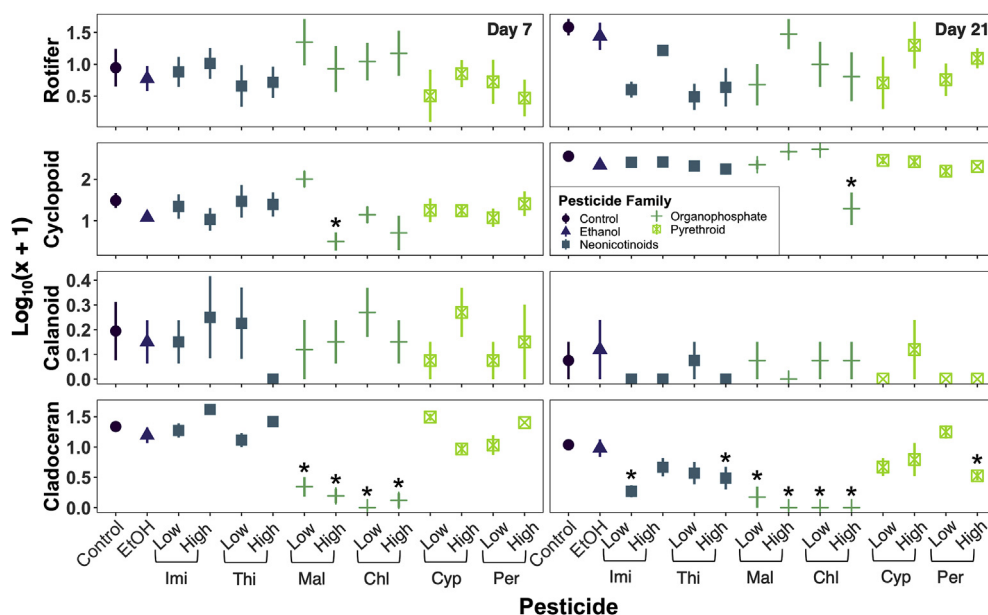 Day 7
Day 21
Log10(x + 1)
Rotifer
1.5
1.0
0.5
Cyclopoid
2
1
*
*
Pesticide Family
Control
Ethanol
Neonicotinoids
Organophosphate
Pyrethroid
Calanoid
0.4
0.3
0.2
0.1
0.0
Cladoceran
1.5
1.0
0.5
0.0
* * * *
* * * * * * *
Control EtOH Low High Low High Low High Low High Low High Low High
Control EtOH Low High Low High Low High Low High Low High Low High
Imi Thi Mal Chl Cyp Per
Imi Thi Mal Chl Cyp Per
Pesticide